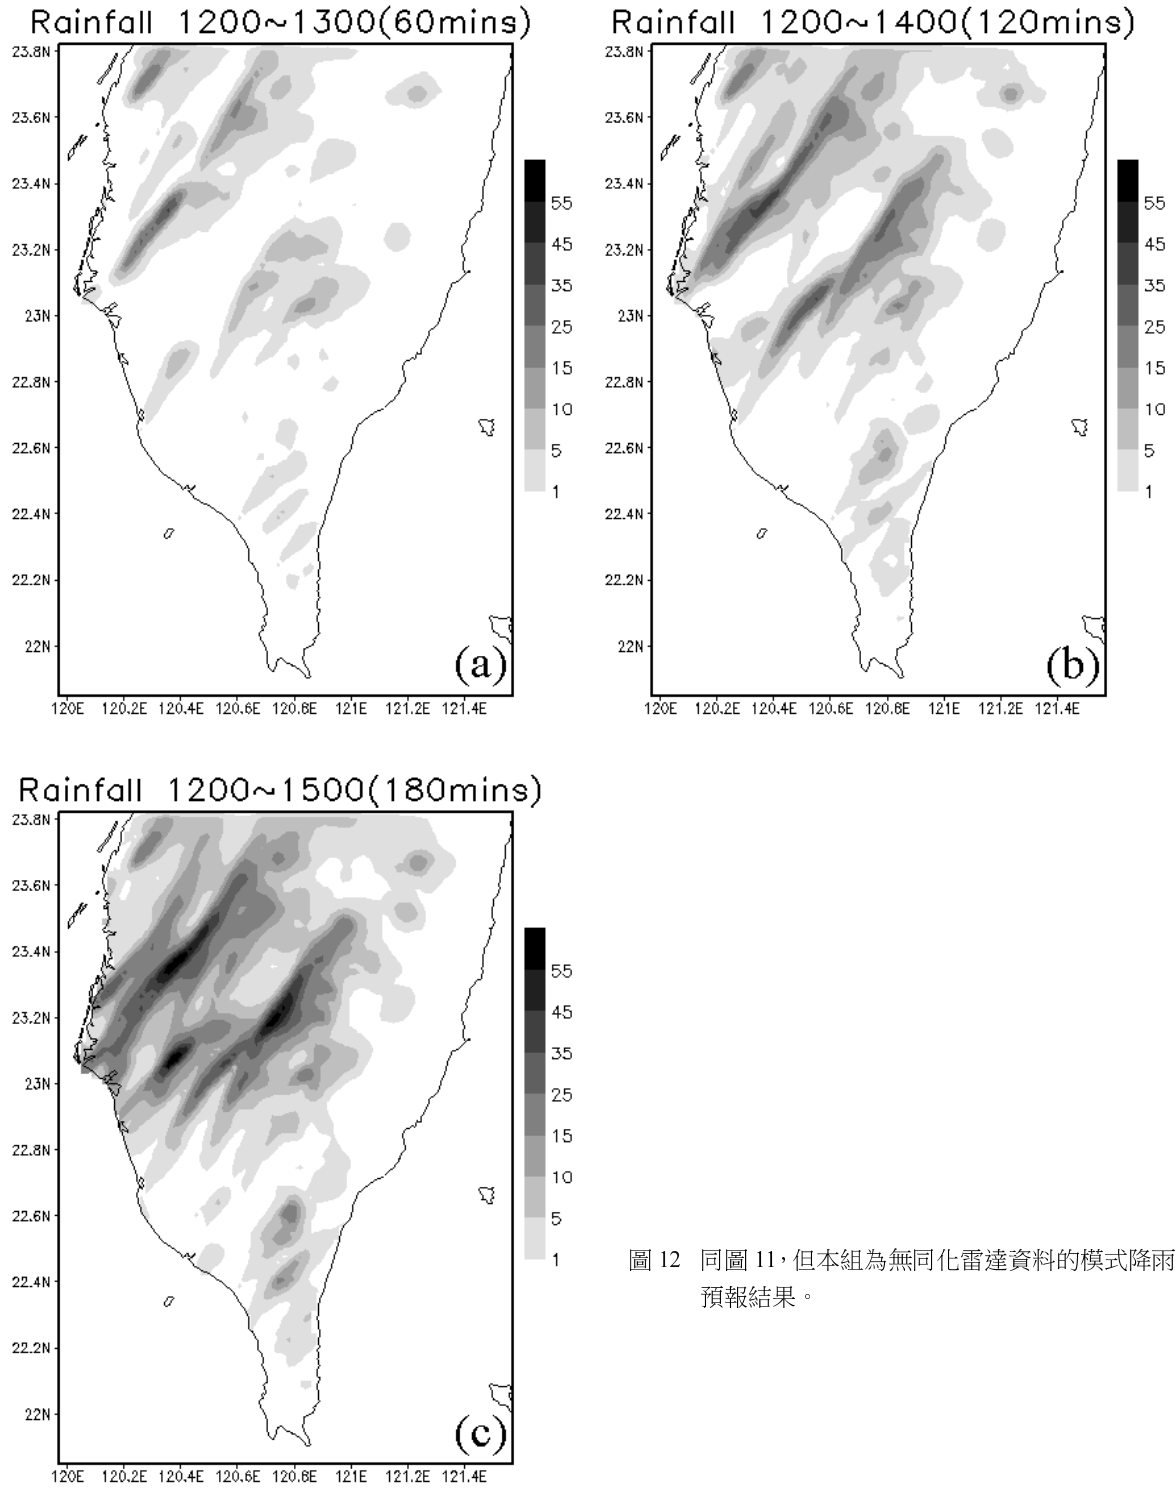 Rainfall 1200~1300(60mins)
23.8N
23.6N
23.4N
23.2N
23N
22.8N
22.6N
22.4N
22.2N
22N
120E 120.2E 120.4E 120.6E 120.8E 121E 121.2E 121.4E
55
45
35
25
15
10
5
1
(a)
Rainfall 1200~1400(120mins)
23.8N
23.6N
23.4N
23.2N
23N
22.8N
22.6N
22.4N
22.2N
22N
120E 120.2E 120.4E 120.6E 120.8E 121E 121.2E 121.4E
55
45
35
25
15
10
5
1
(b)
Rainfall 1200~1500(180mins)
23.8N
23.6N
23.4N
23.2N
23N
22.8N
22.6N
22.4N
22.2N
22N
120E 120.2E 120.4E 120.6E 120.8E 121E 121.2E 121.4E
55
45
35
25
15
10
5
1
(c)
圖 12 同圖 11，但本組為無同化雷達資料的模式降雨
預報結果。